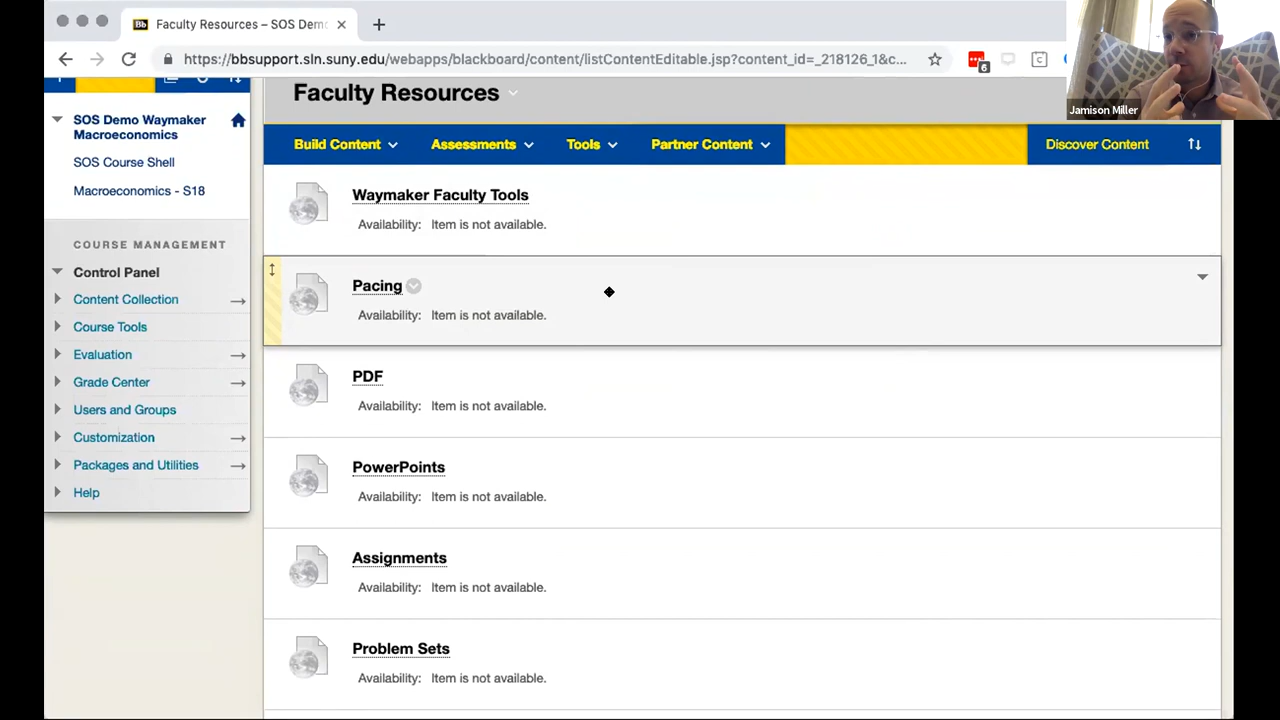 Bb Faculty Resources – SOS Demo
https://bbsupport.sln.suny.edu/webapps/blackboard/content/listContentEditable.jsp?content_id=_218126_1&c...
6
Jamison Miller
Faculty Resources
SOS Demo Waymaker
Macroeconomics
SOS Course Shell
Macroeconomics - S18
COURSE MANAGEMENT
Control Panel
Content Collection
Course Tools
Evaluation
Grade Center
Users and Groups
Customization
Packages and Utilities
Help
Build Content
Assessments
Tools
Partner Content
Discover Content
Waymaker Faculty Tools
Availability: Item is not available.
Pacing
Availability: Item is not available.
PDF
Availability: Item is not available.
PowerPoints
Availability: Item is not available.
Assignments
Availability: Item is not available.
Problem Sets
Availability: Item is not available.